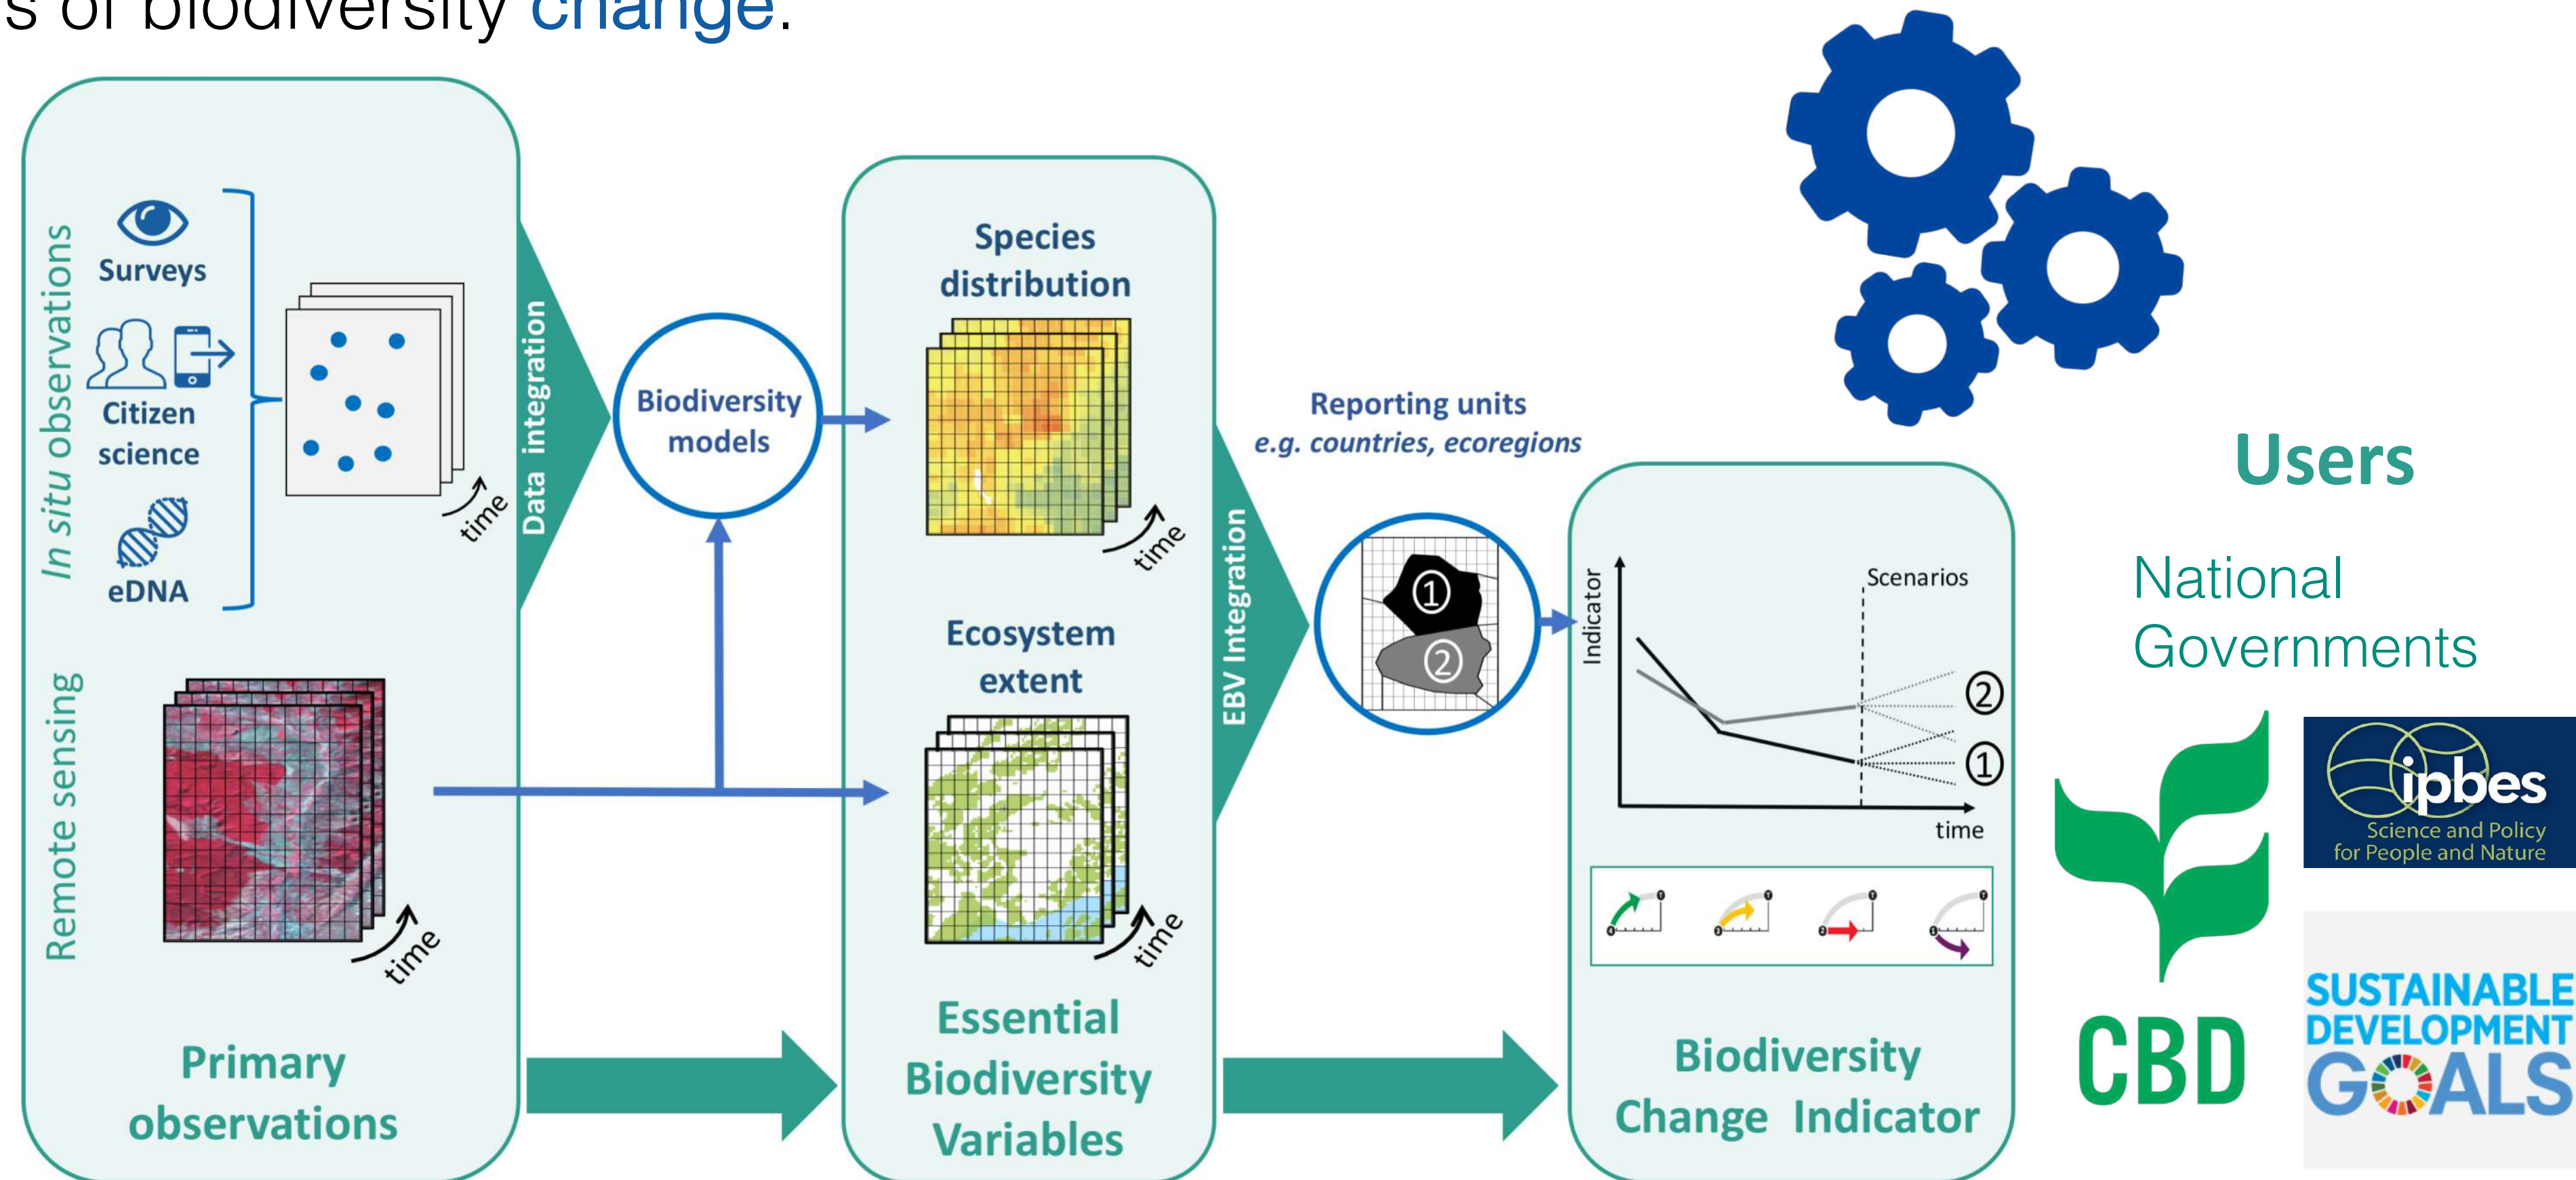 s of biodiversity change.
In situ observations
Surveys
Citizen
science
eDNA
time
Remote sensing
time
Primary
observations
Data integration
Biodiversity
models
Species
distribution
time
Ecosystem
extent
time
Essential
Biodiversity
Variables
EBV Integration
Reporting units
e.g. countries, ecoregions
1
2
Indicator
Scenarios
2
1
time
Biodiversity
Change Indicator
Users
National
Governments
CBD
ipbes
Science and Policy
for People and Nature
SUSTAINABLE
DEVELOPMENT
GOALS